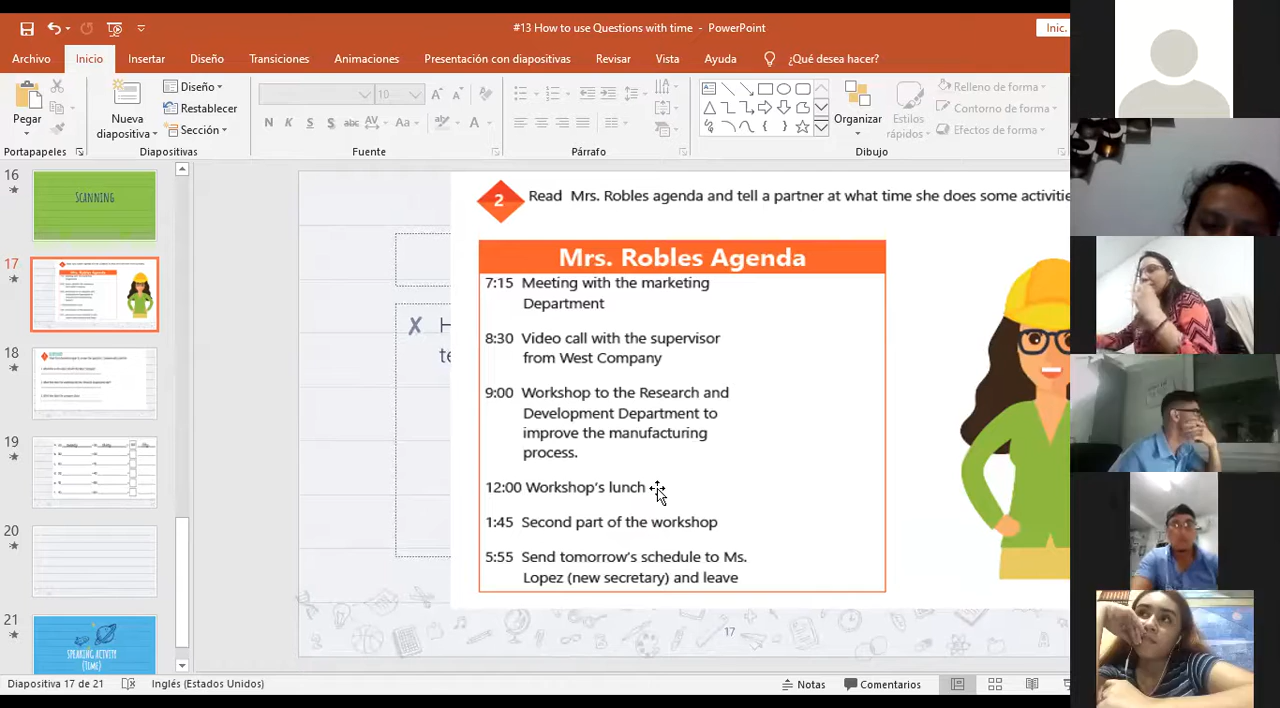 #13 How to use Questions with time - PowerPoint
Inic.
Archivo Inicio Insertar Diseño Transiciones Animaciones Presentación con diapositivas Revisar Vista Ayuda ¿Qué desea hacer?
Pegar
Nueva
diapositiva
Diseño
Restablecer
Sección
10
N K S S abc AV Aa A
Organizar
Estilos
rápidos
Relleno de forma
Contorno de forma
Efectos de forma
Portapapeles Diapositivas Fuente Párrafo Dibujo
16
SCANNING
17
18
19
20
21
SPEAKING ACTIVITY
(TIME)
2 Read Mrs. Robles agenda and tell a partner at what time she does some activitie
Mrs. Robles Agenda
7:15 Meeting with the marketing
Department
8:30 Video call with the supervisor
from West Company
9:00 Workshop to the Research and
Development Department to
improve the manufacturing
process.
12:00 Workshop's lunch
1:45 Second part of the workshop
5:55 Send tomorrow's schedule to Ms.
Lopez (new secretary) and leave
X H
te
17
Diapositiva 17 de 21 Inglés (Estados Unidos) Notas Comentarios